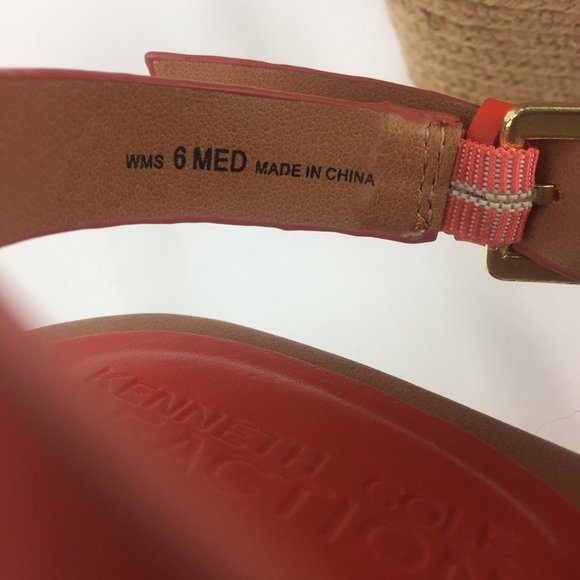 WMS 6 MED MADE IN CHINA
KENNETH COLE
REACTION